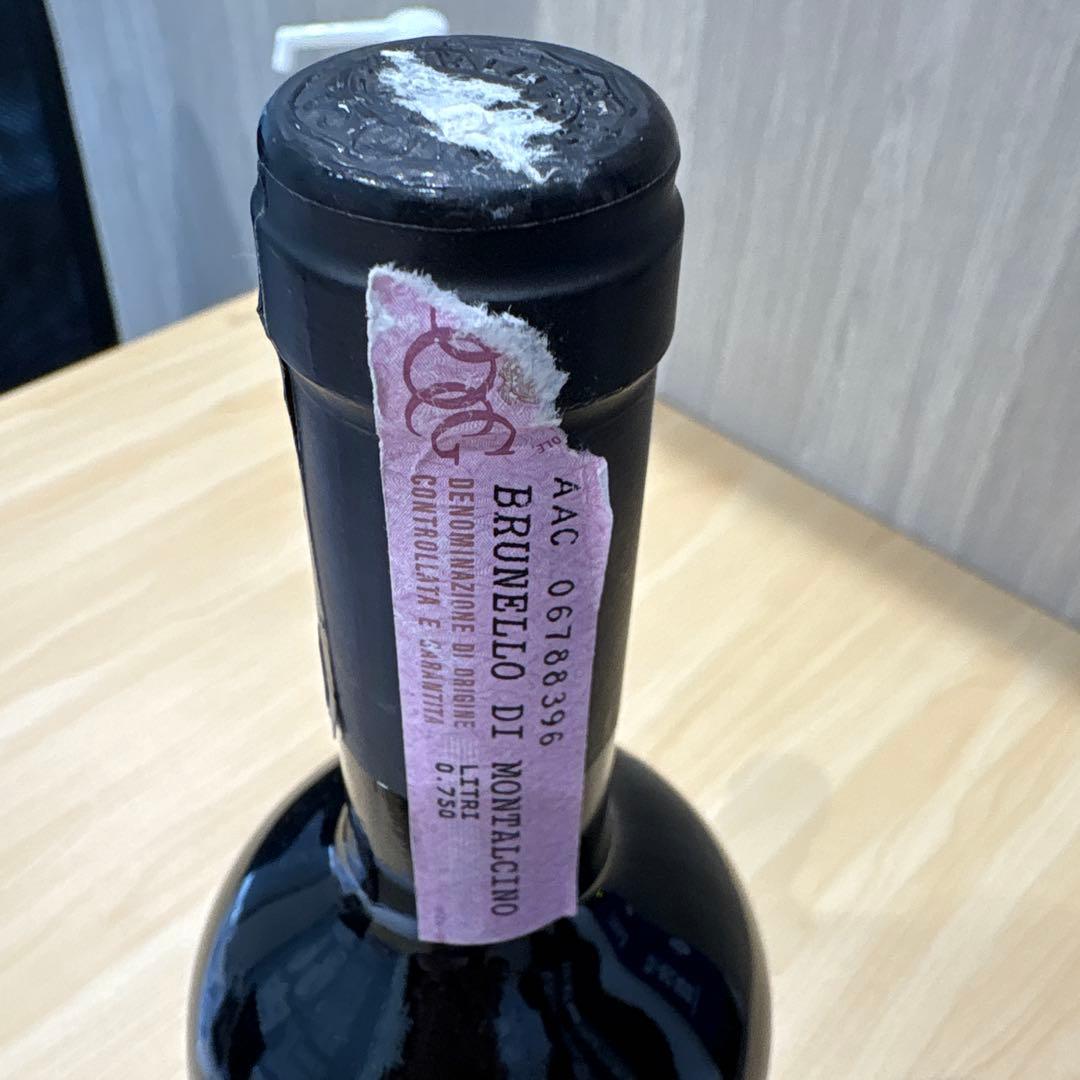 DOCG
DENOMINAZIONE DI ORIGINE
CONTROLLATA E GARANTITA
AAC 06788396
BRUNELLO DI MONTALCINO
LITRI
0.750